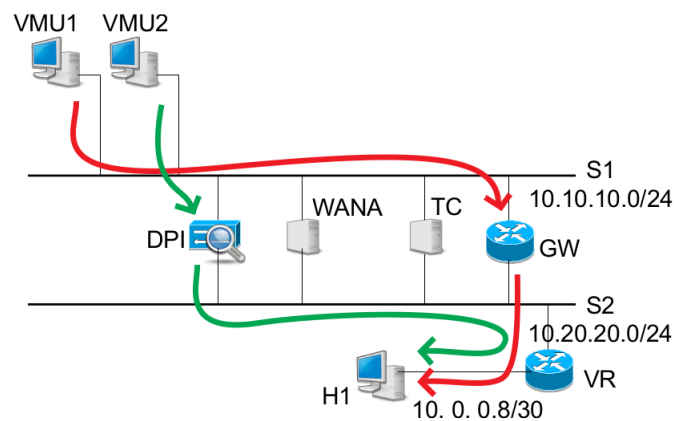 VMU1 VMU2
S1
10.10.10.0/24
WANA
TC
DPI
GW
S2
10.20.20.0/24
H1
VR
10. 0. 0.8/30